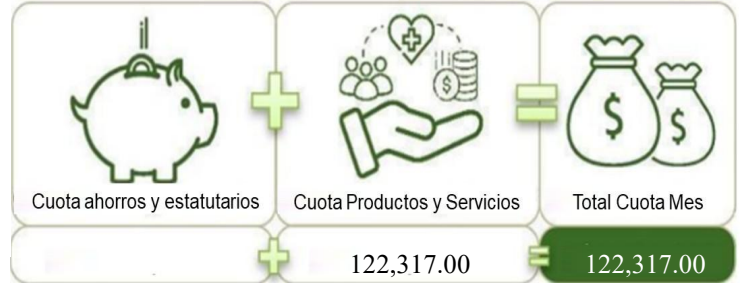 Cuota ahorros y estatutarios
Cuota Productos y Servicios
Total Cuota Mes
122,317.00
122,317.00